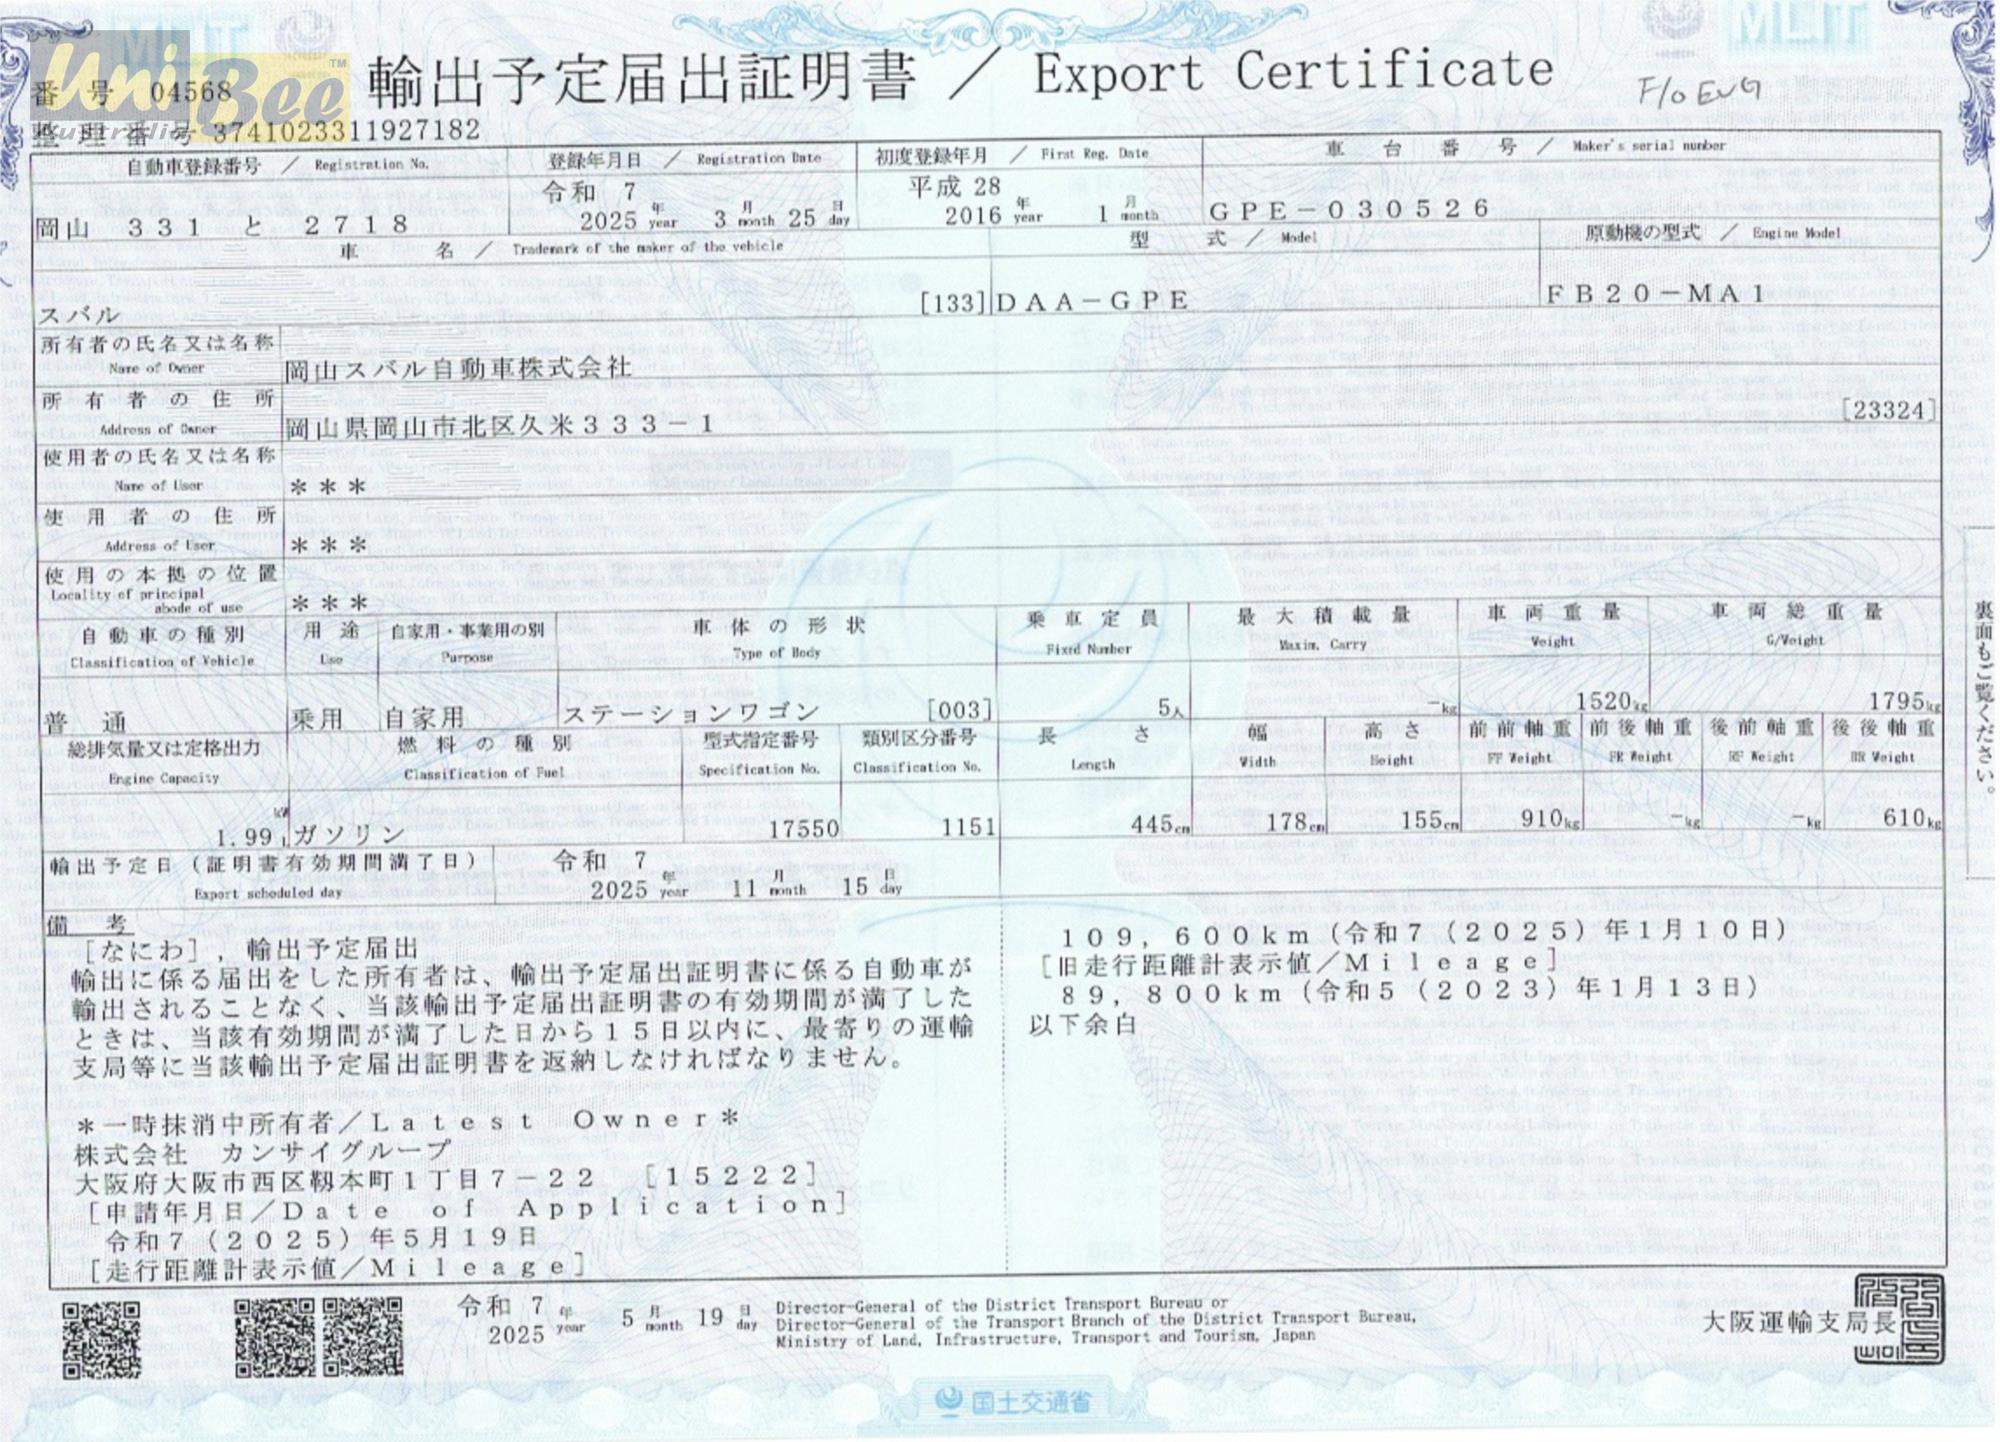 UniBee™
Australia
MLIT
MLIT
輸出予定届出証明書 / Export Certificate
F/O EUG
番号 04568
整理番号 3741023311927182
自動車登録番号 / Registration No. 登録年月日 / Registration Date 初度登録年月 / First Reg. Date 車台番号 / Maker's serial number
令和 7 平成 28
岡山 331 と 2718 2025 年 year 3 月 month 25 日 day 2016 年 year 1 月 month GPE-030526
車名 / Trademark of the maker of the vehicle 型式 / Model 原動機の型式 / Engine Model
スバル [133] DAA-GPE FB20-MA1
所有者の氏名又は名称
Name of Owner 岡山スバル自動車株式会社
所有者の住所
Address of Owner 岡山県岡山市北区久米333-1 [23324]
使用者の氏名又は名称
Name of User ***
使用者の住所
Address of User ***
使用の本拠の位置
Locality of principal abode of use ***
自動車の種別 用途 自家用・事業用の別 車体の形状 乗車定員 最大積載量 車両重量 車両総重量
Classification of Vehicle Use Purpose Type of Body Fixed Number Maxim. Carry Weight G/Weight
普通 乗用 自家用 ステーションワゴン [003] 5人 -kg 1520kg 1795kg
総排気量又は定格出力 燃料の種別 型式指定番号 類別区分番号 長さ 幅 高さ 前前軸重 前後軸重 後前軸重 後後軸重
Engine Capacity Classification of Fuel Specification No. Classification No. Length Width Height FF Weight FR Weight RF Weight RR Weight
kW
1.99 L ガソリン 17550 1151 445cm 178cm 155cm 910kg -kg -kg 610kg
輸出予定日(証明書有効期間満了日) 令和 7
Export scheduled day 2025 年 year 11 月 month 15 日 day
備考
[なにわ],輸出予定届出
輸出に係る届出をした所有者は、輸出予定届出証明書に係る自動車が
輸出されることなく、当該輸出予定届出証明書の有効期間が満了した
ときは、当該有効期間が満了した日から15日以内に、最寄りの運輸
支局等に当該輸出予定届出証明書を返納しなければなりません。
*一時抹消中所有者/Latest Owner*
株式会社 カンサイグループ
大阪府大阪市西区靱本町1丁目7-22 [15222]
[申請年月日/Date of Application]
令和7(2025)年5月19日
[走行距離計表示値/Mileage]
109,600km(令和7(2025)年1月10日)
[旧走行距離計表示値/Mileage]
89,800km(令和5(2023)年1月13日)
以下余白
裏面もご覧ください。
令和 7
2025 年 year 5 月 month 19 日 day
Director-General of the District Transport Bureau or
Director-General of the Transport Branch of the District Transport Bureau,
Ministry of Land, Infrastructure, Transport and Tourism, Japan
大阪運輸支局長
国土交通省